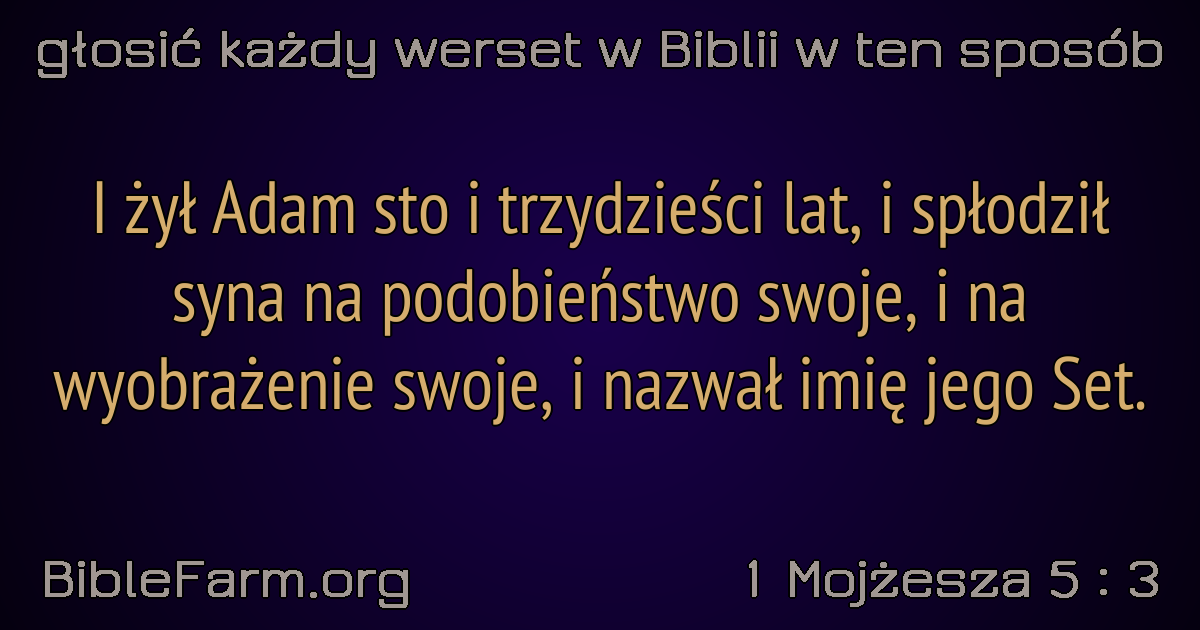 głosić każdy werset w Biblii w ten sposób
I żył Adam sto i trzydzieści lat, i spłodził
syna na podobieństwo swoje, i na
wyobrażenie swoje, i nazwał imię jego Set.
BibleFarm.org
1 Mojżesza 5 : 3